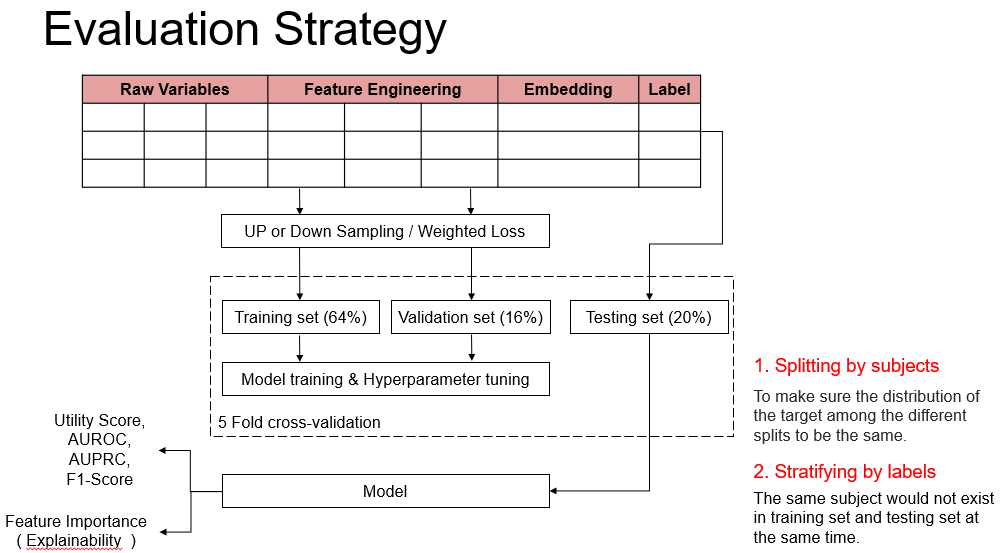 Evaluation Strategy
Raw Variables Feature Engineering Embedding Label
UP or Down Sampling / Weighted Loss
Training set (64%) Validation set (16%) Testing set (20%)
Model training & Hyperparameter tuning
5 Fold cross-validation
1. Splitting by subjects
To make sure the distribution of
the target among the different
splits to be the same.
2. Stratifying by labels
The same subject would not exist
in training set and testing set at
the same time.
Utility Score,
AUROC,
AUPRC,
F1-Score
Model
Feature Importance
( Explainability )